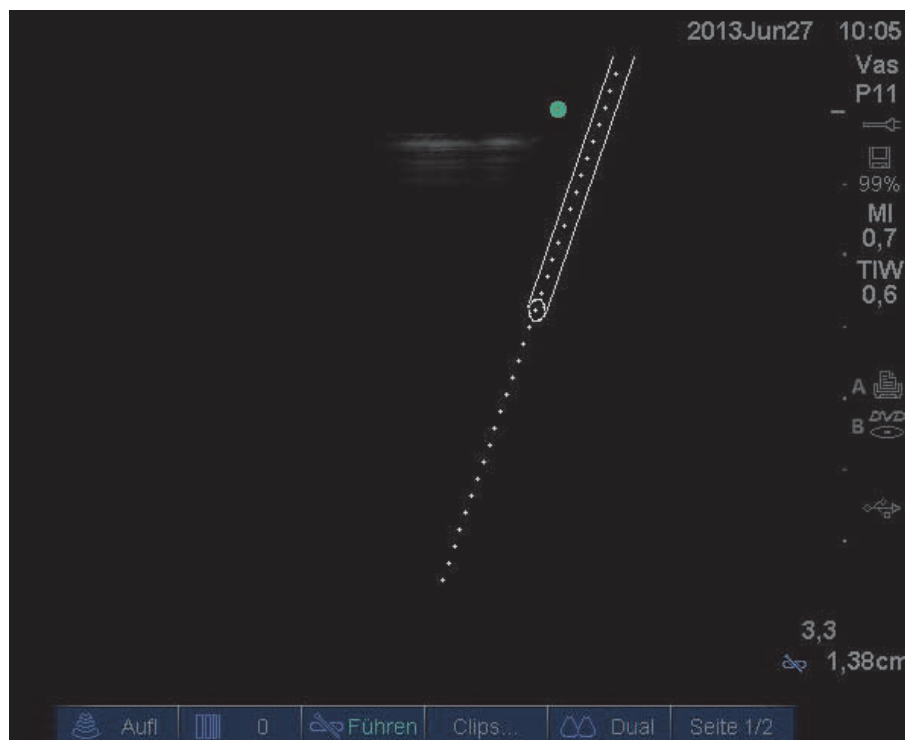 2013Jun27 10:05
Vas
P11
99%
MI
0,7
TIW
0,6
A
B DVD
3,3
1,38cm
Aufl 0 Führen Clips... Dual Seite 1/2